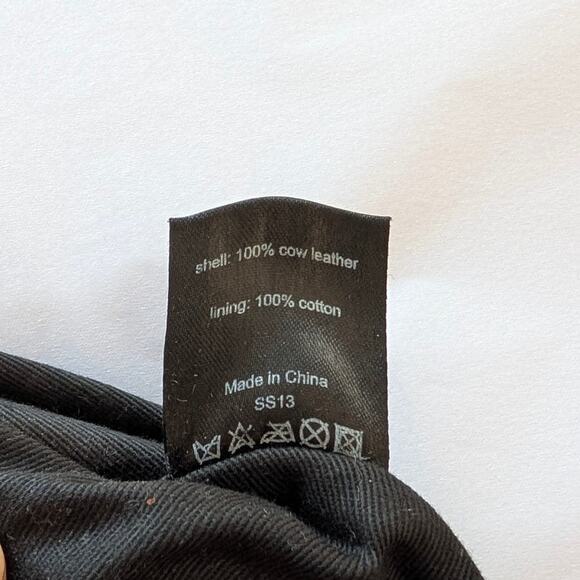 shell: 100% cow leather
lining: 100% cotton
Made in China
SS13